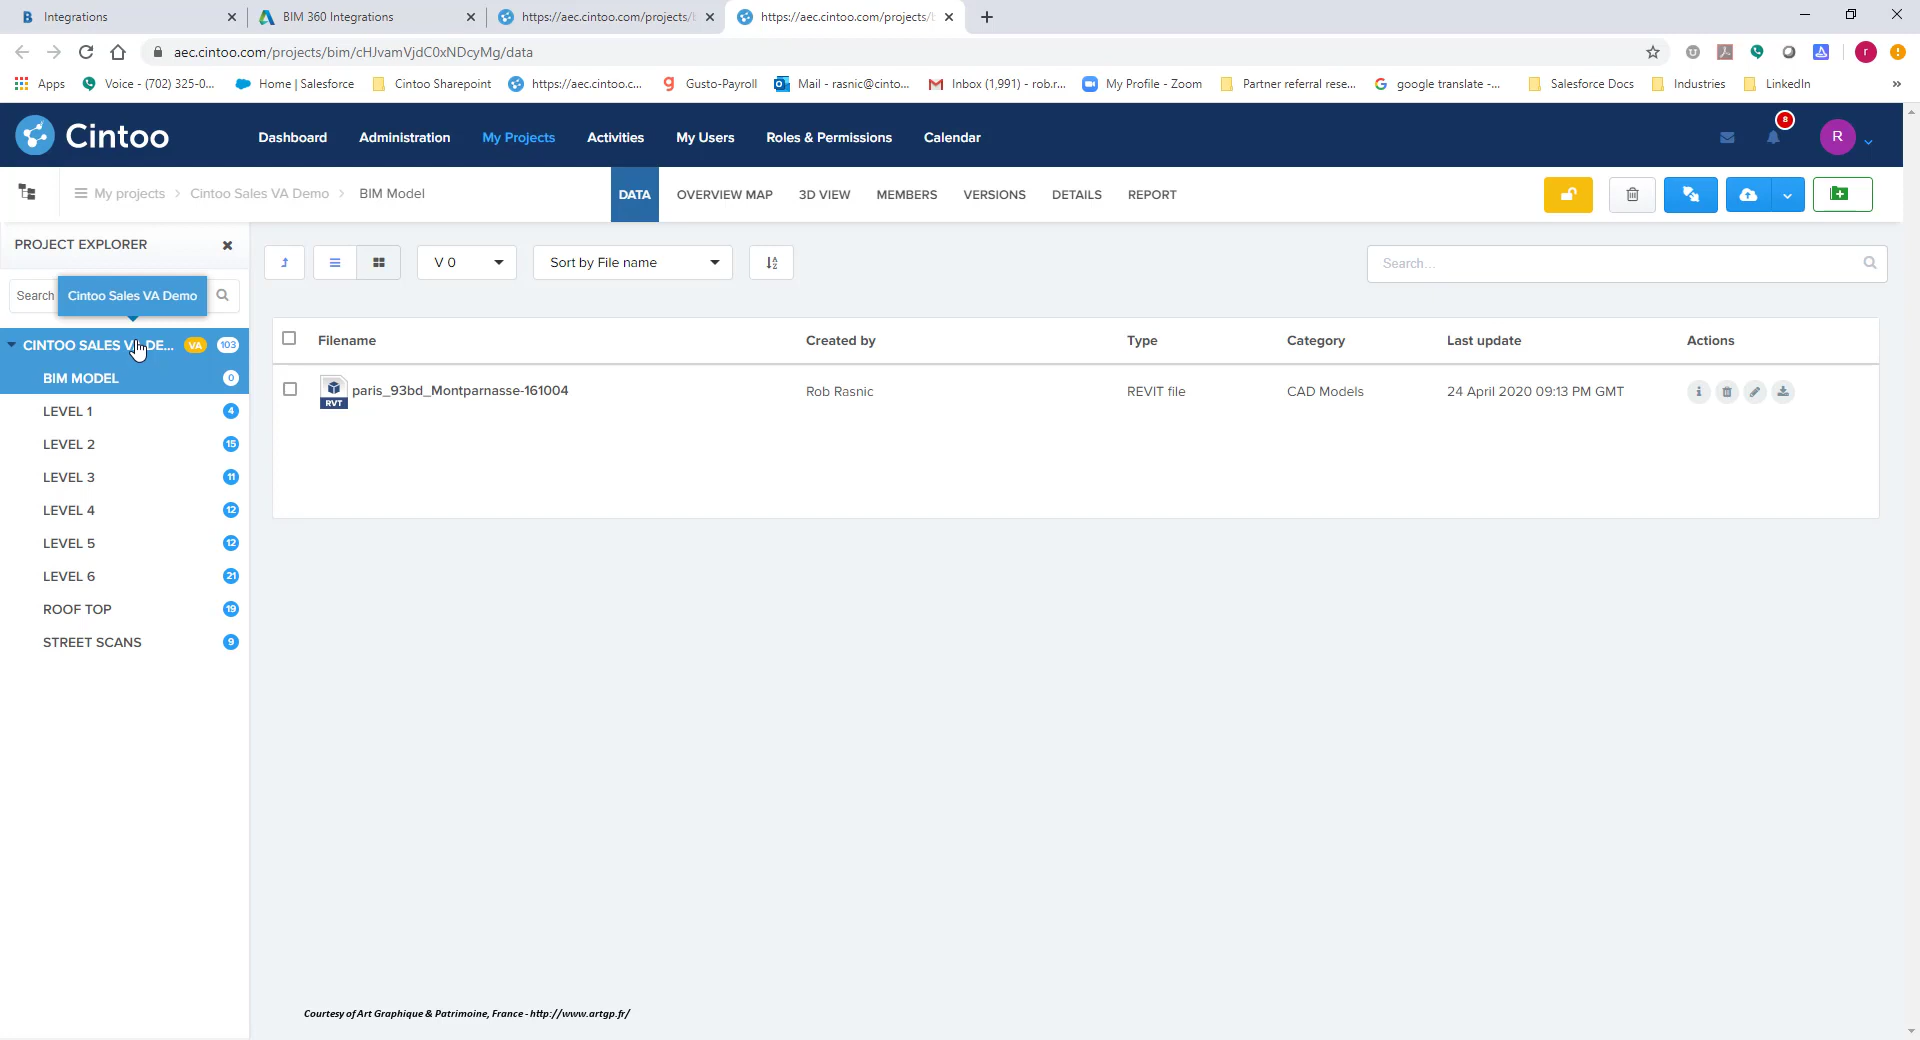 Integrations
BIM 360 Integrations
https://aec.cintoo.com/projects/
https://aec.cintoo.com/projects/
aec.cintoo.com/projects/bim/cHJvamVjdC0xNDcyMg/data
Apps
Voice - (702) 325-0...
Home | Salesforce
Cintoo Sharepoint
https://aec.cintoo.c...
Gusto-Payroll
Mail - rasnic@cinto...
Inbox (1,991) - rob.r...
My Profile - Zoom
Partner referral rese...
google translate -...
Salesforce Docs
Industries
LinkedIn
»
Cintoo
Dashboard
Administration
My Projects
Activities
My Users
Roles & Permissions
Calendar
8
R
My projects > Cintoo Sales VA Demo > BIM Model
DATA
OVERVIEW MAP
3D VIEW
MEMBERS
VERSIONS
DETAILS
REPORT
PROJECT EXPLORER
Search
Cintoo Sales VA Demo
V 0
Sort by File name
Search...
CINTOO SALES VA DE... VA 103
BIM MODEL 0
LEVEL 1 4
LEVEL 2 15
LEVEL 3 11
LEVEL 4 12
LEVEL 5 12
LEVEL 6 21
ROOF TOP 19
STREET SCANS 9
Filename Created by Type Category Last update Actions
RVT paris_93bd_Montparnasse-161004 Rob Rasnic REVIT file CAD Models 24 April 2020 09:13 PM GMT
Courtesy of Art Graphique & Patrimoine, France - http://www.artgp.fr/